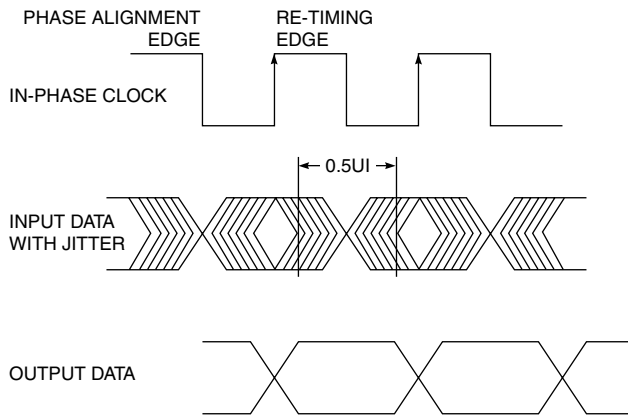 PHASE ALIGNMENT
EDGE
RE-TIMING
EDGE
IN-PHASE CLOCK
0.5UI
INPUT DATA
WITH JITTER
OUTPUT DATA